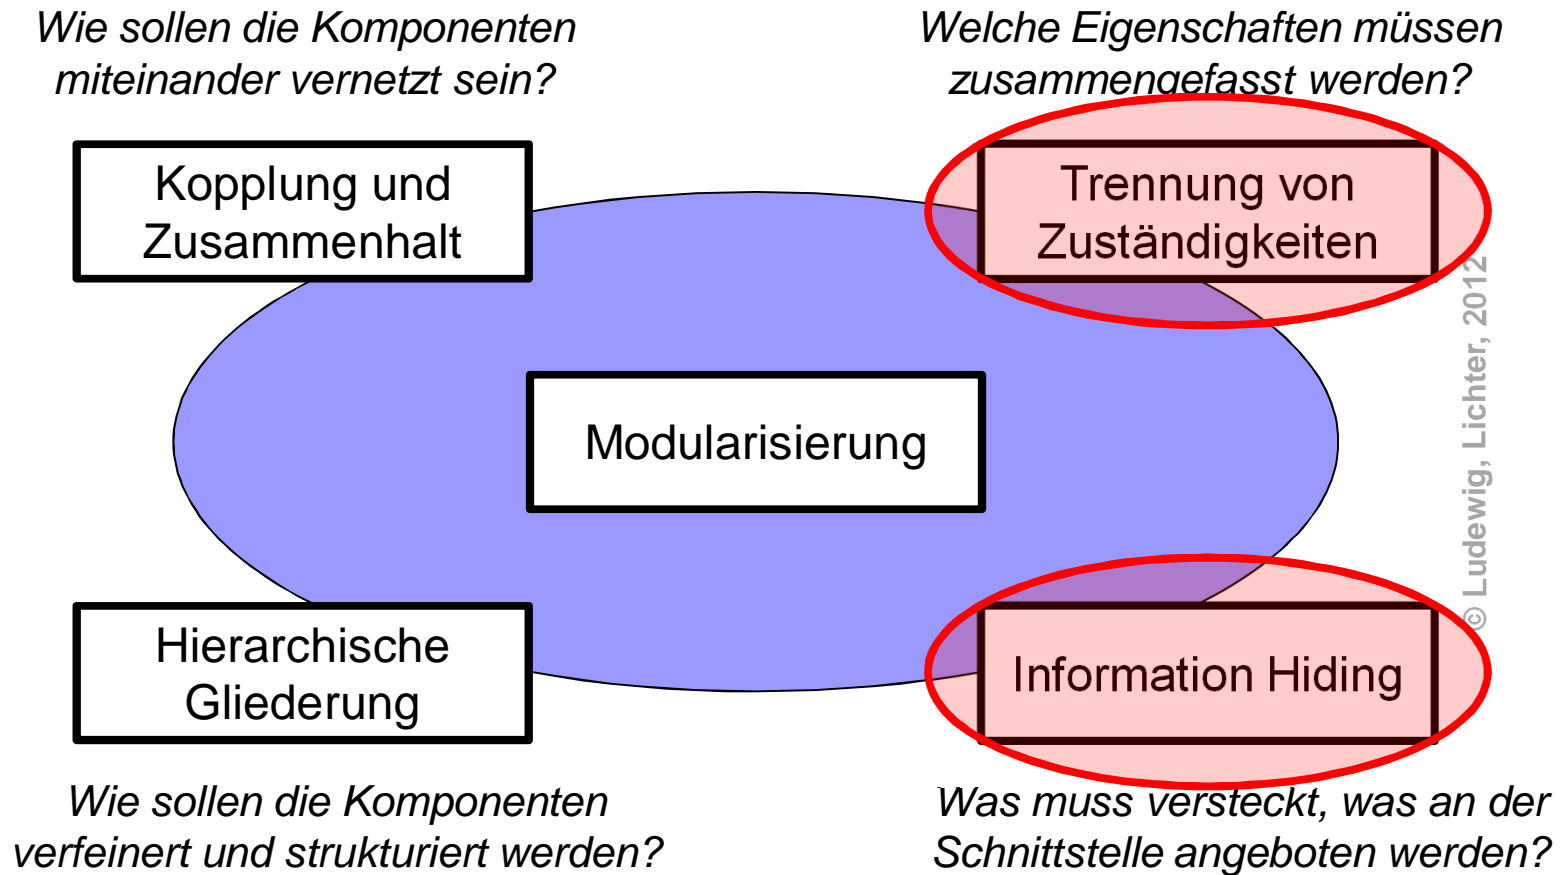 Wie sollen die Komponenten
miteinander vernetzt sein?
Welche Eigenschaften müssen
zusammengefasst werden?
Kopplung und
Zusammenhalt
Trennung von
Zuständigkeiten
Modularisierung
Hierarchische
Gliederung
Information Hiding
Wie sollen die Komponenten
verfeinert und strukturiert werden?
Was muss versteckt, was an der
Schnittstelle angeboten werden?
© Ludewig, Lichter, 2012